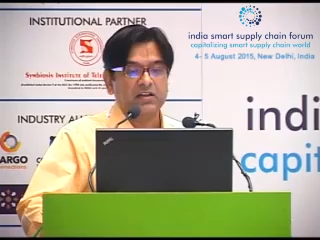 INSTITUTIONAL PARTNER
Symbiosis Institute of Tele
INDUSTRY
ARGO
india smart supply chain forum
capitalizing smart supply chain world
4- 5 August 2015, New Delhi, India
indi
capit